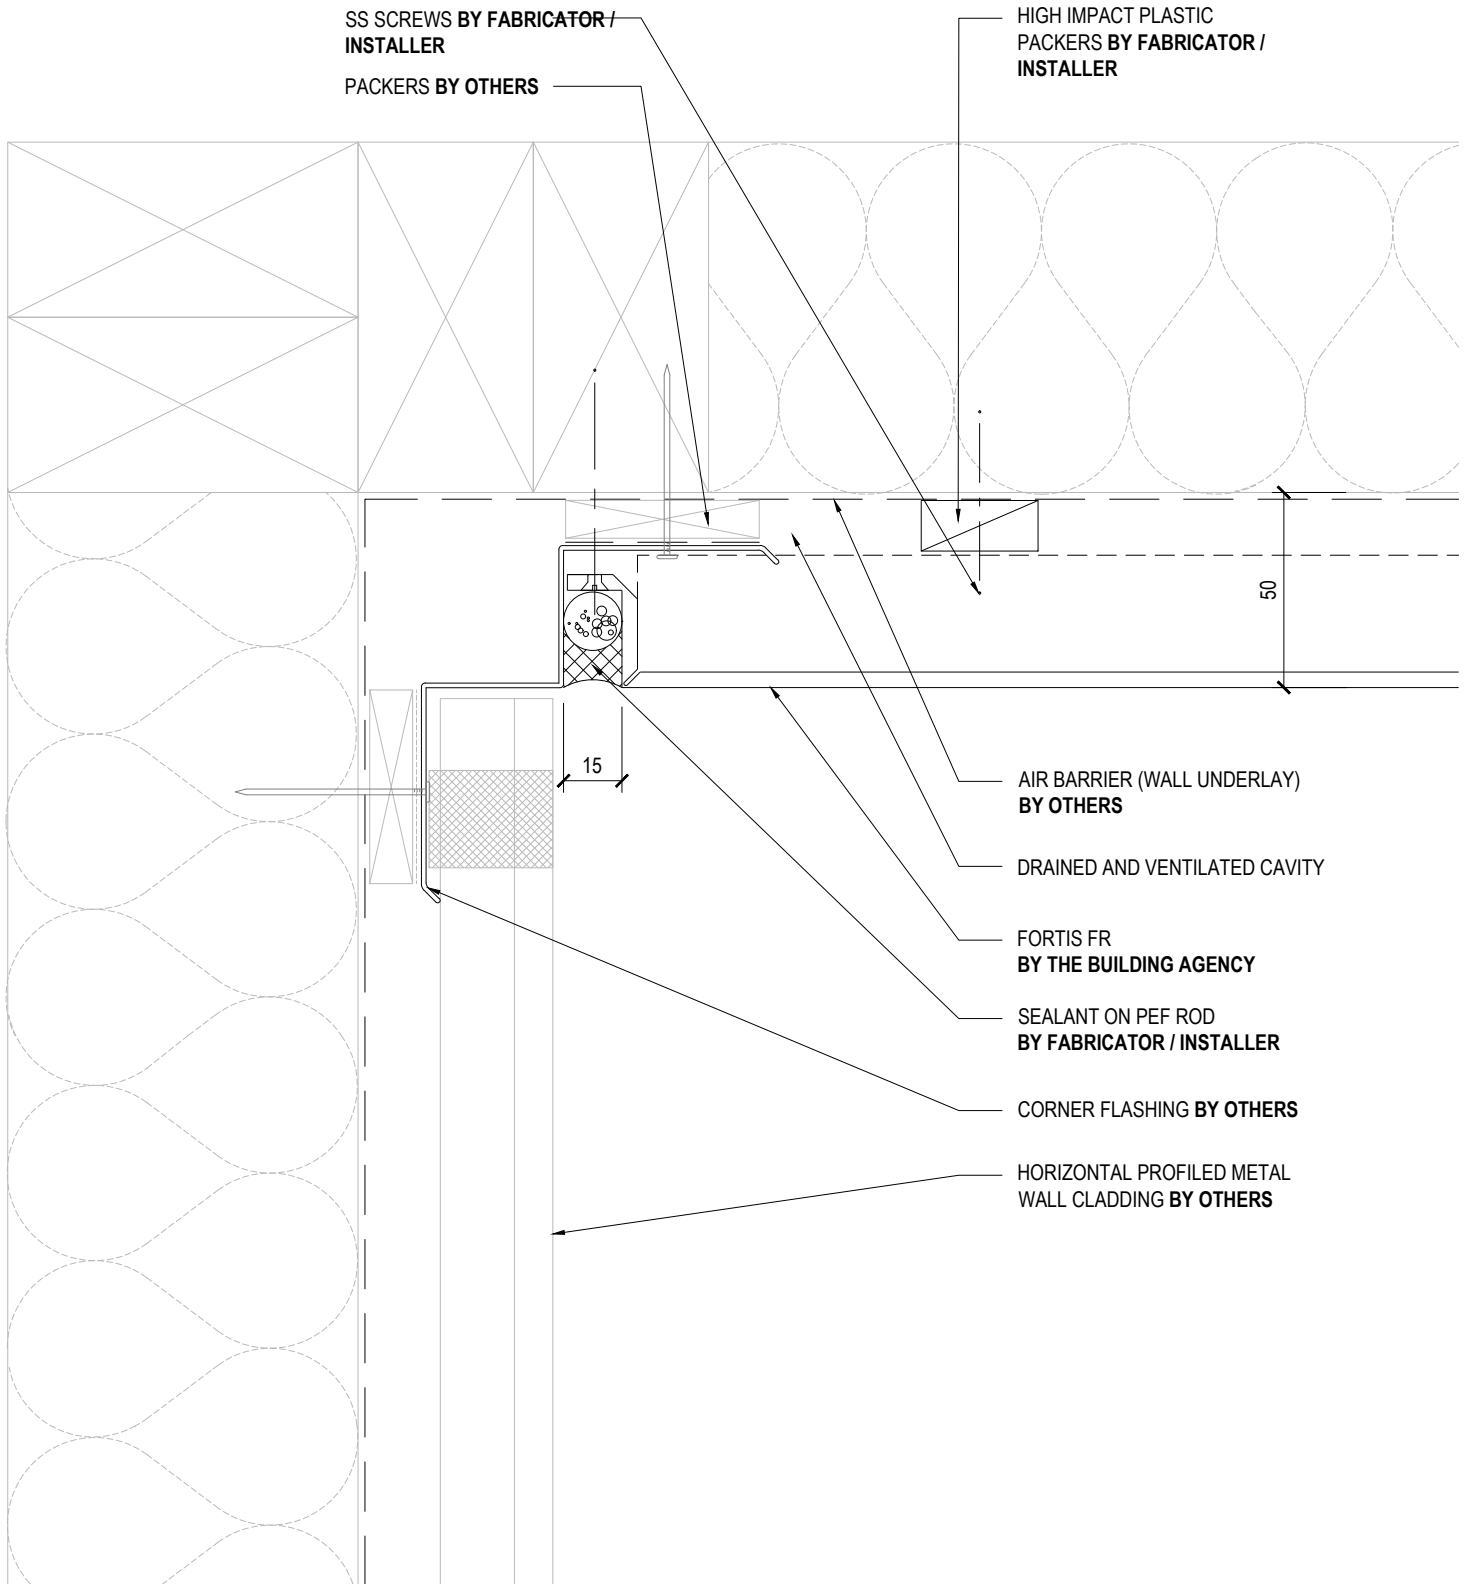 SS SCREWS BY FABRICATOR /
INSTALLER
PACKERS BY OTHERS
HIGH IMPACT PLASTIC
PACKERS BY FABRICATOR /
INSTALLER
50
15
AIR BARRIER (WALL UNDERLAY)
BY OTHERS
DRAINED AND VENTILATED CAVITY
FORTIS FR
BY THE BUILDING AGENCY
SEALANT ON PEF ROD
BY FABRICATOR / INSTALLER
CORNER FLASHING BY OTHERS
HORIZONTAL PROFILED METAL
WALL CLADDING BY OTHERS